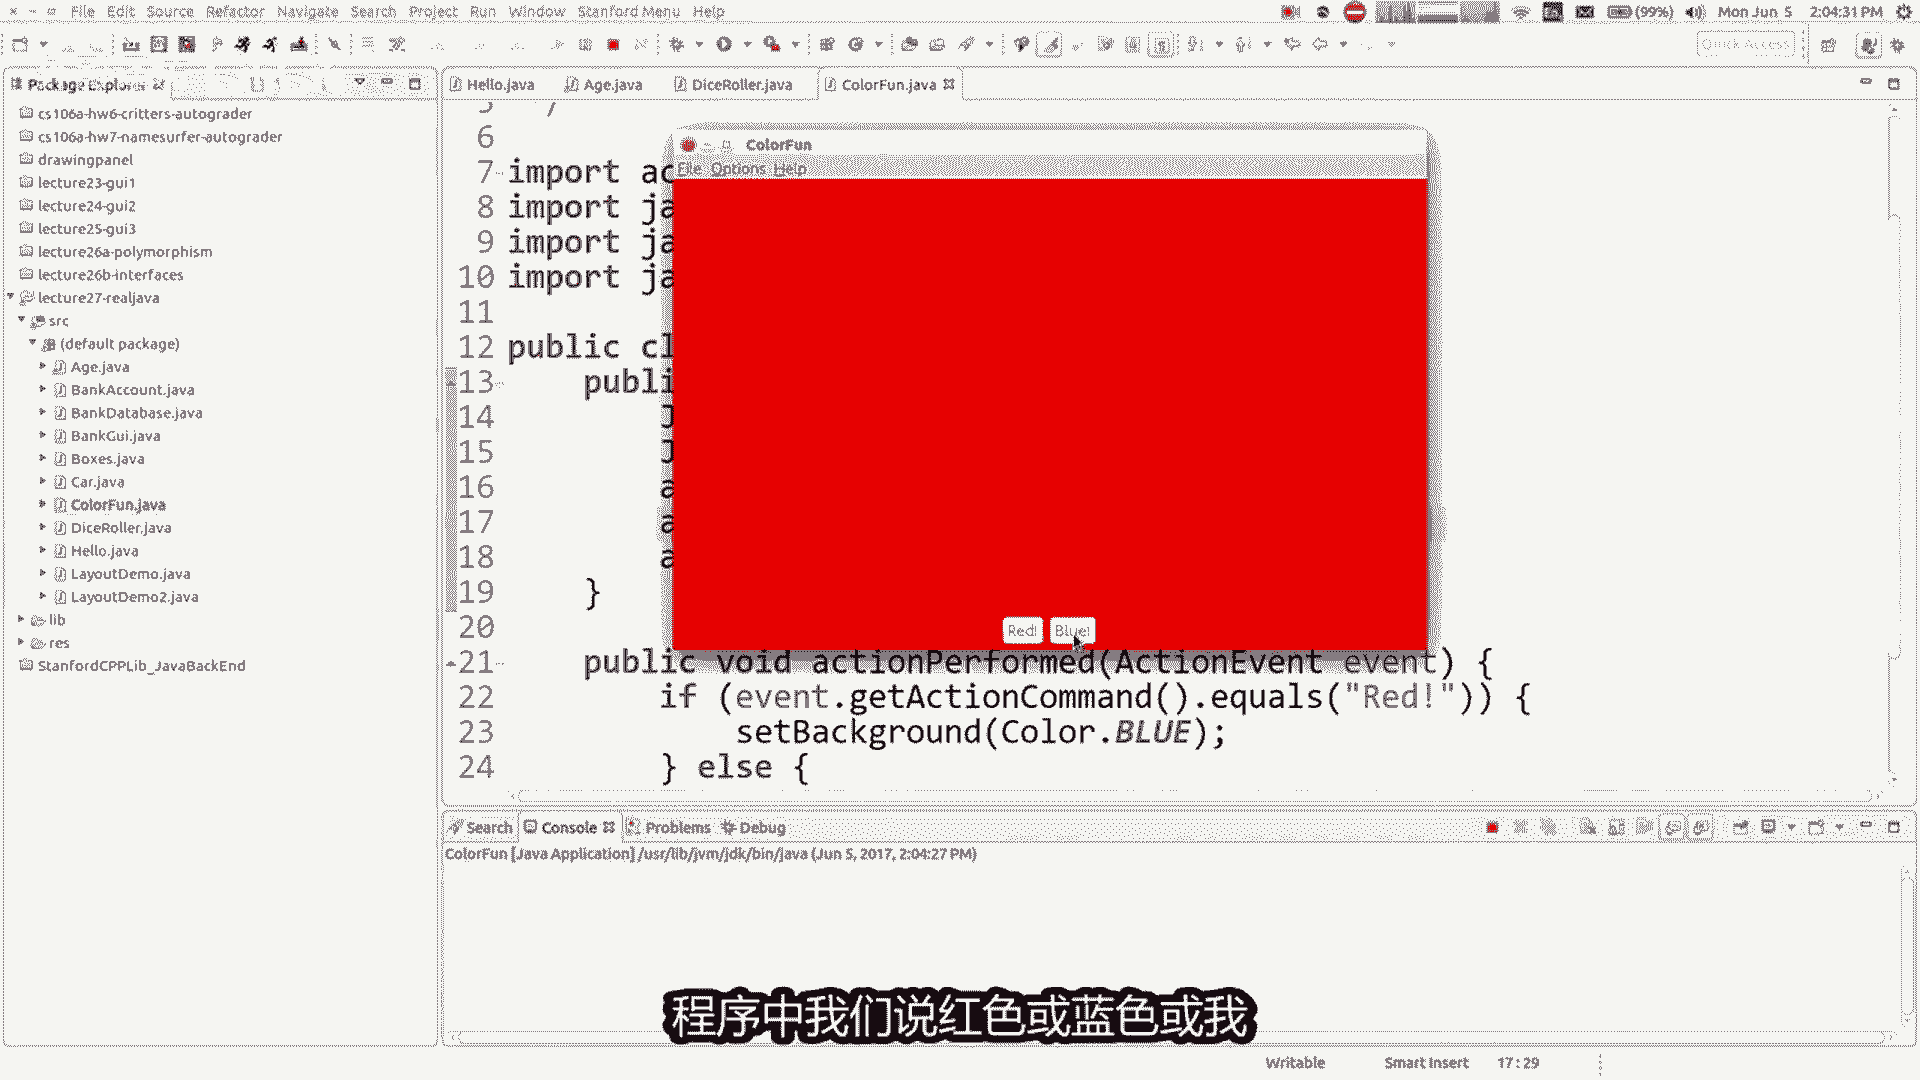 File Edit Source Refactor Navigate Search Project Run Window Stanford Menu Help
(99%) Mon Jun 5 2:04:31 PM
Quick Access
Package Explorer
cs106a-hw6-critters-autograder
cs106a-hw7-namesurfer-autograder
drawingpanel
lecture23-gui1
lecture24-gui2
lecture25-gui3
lecture26a-polymorphism
lecture26b-interfaces
lecture27-realjava
src
(default package)
Age.java
BankAccount.java
BankDatabase.java
BankGui.java
Boxes.java
Car.java
ColorFun.java
DiceRoller.java
Hello.java
LayoutDemo.java
LayoutDemo2.java
lib
res
StanfordCPPLib_JavaBackEnd
Hello.java Age.java DiceRoller.java ColorFun.java
5 /
6
7 import ac
8 import ja
9 import ja
10 import ja
11
12 public cl
13 publi
14 J
15 J
16 a
17 a
18 a
19 }
20
21 public void actionPerformed(ActionEvent event) {
22 if (event.getActionCommand().equals("Red!")) {
23 setBackground(Color.BLUE);
24 } else {
ColorFun
File Options Help
Red! Blue!
Search Console Problems Debug
ColorFun [Java Application] /usr/lib/jvm/jdk/bin/java (Jun 5, 2017, 2:04:27 PM)
程序中我们说红色或蓝色或我
Writable Smart Insert 17 : 29